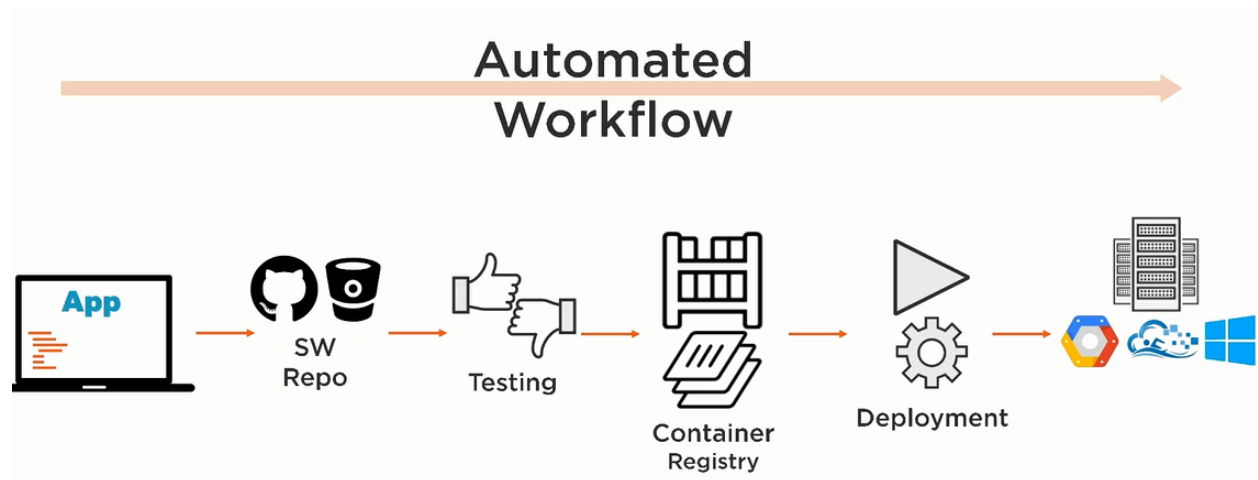 Automated
Workflow
App
SW
Repo
Testing
Container
Registry
Deployment